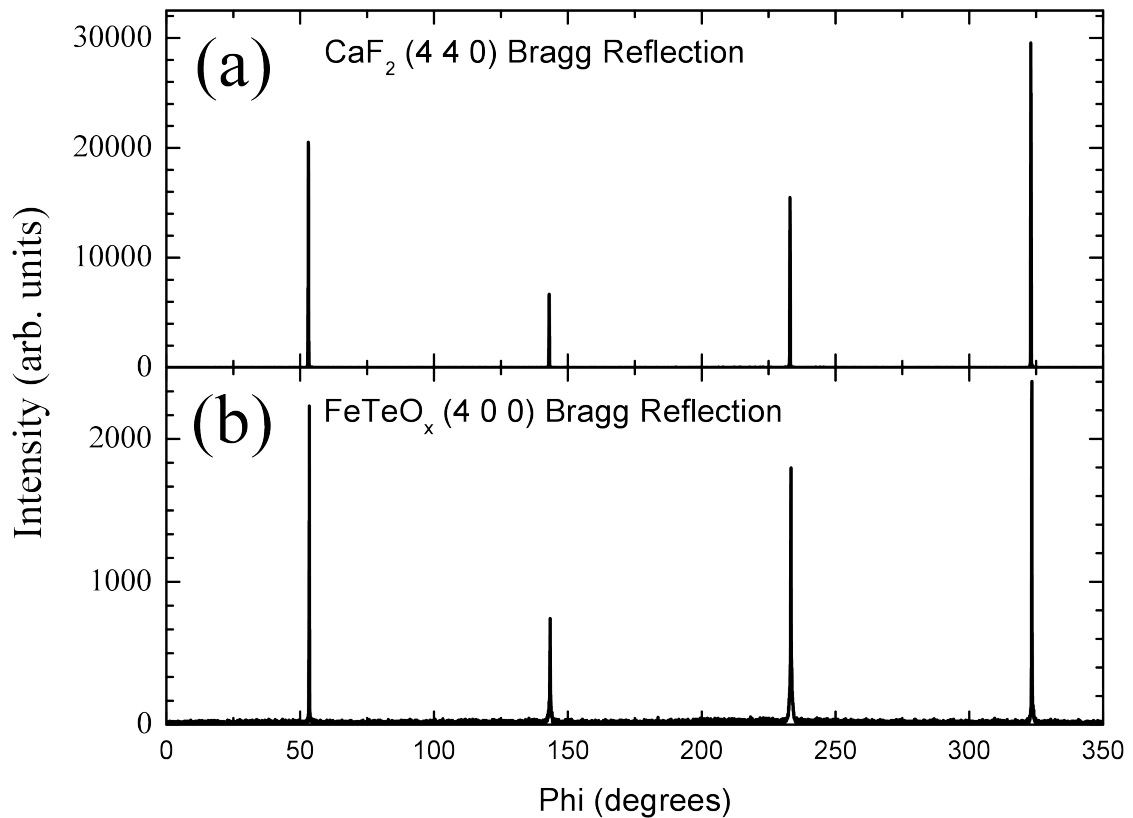 (a) CaF₂ (4 4 0) Bragg Reflection
30000
20000
10000
0
(b) FeTeOₓ (4 0 0) Bragg Reflection
2000
1000
0
Intensity (arb. units)
0 50 100 150 200 250 300 350
Phi (degrees)